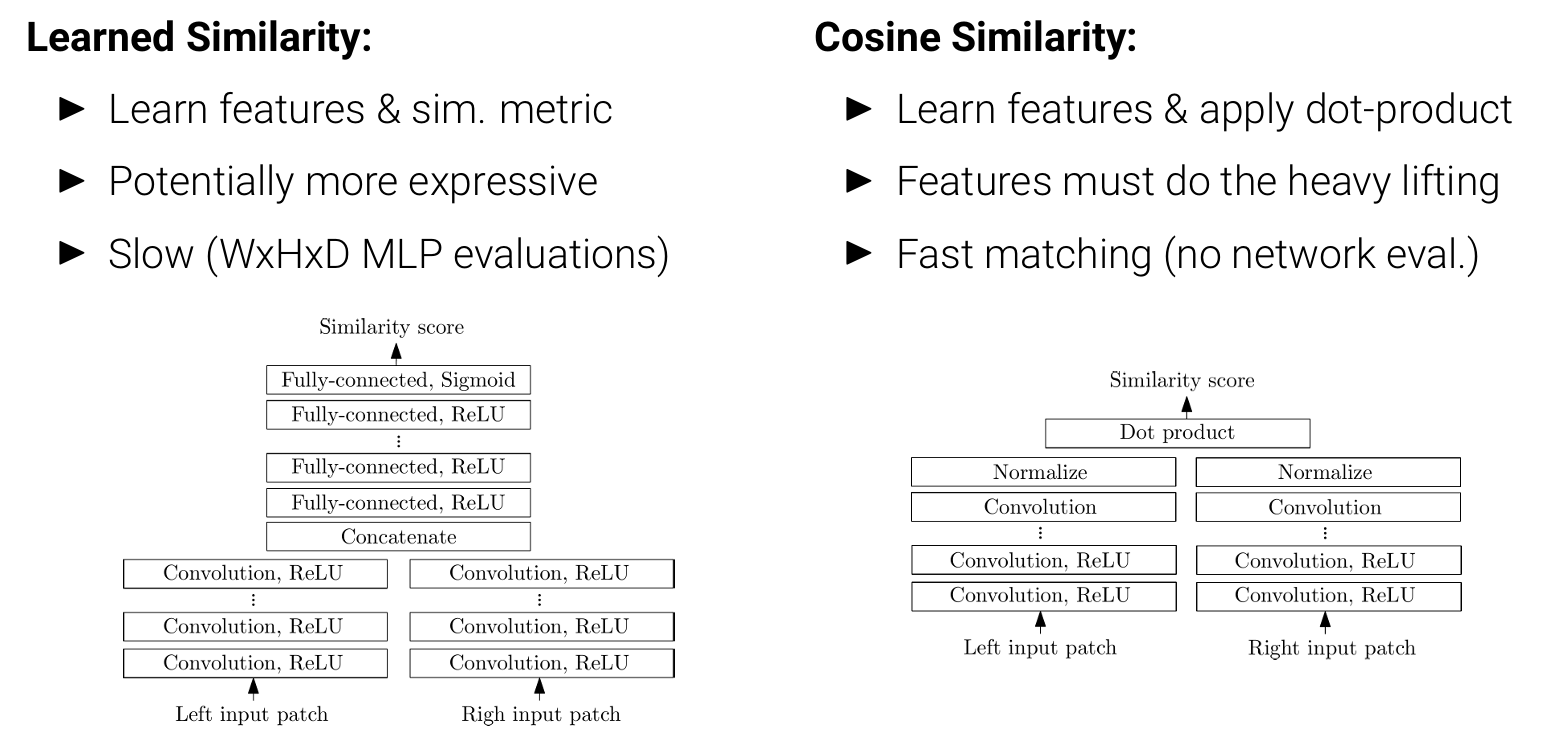 Learned Similarity:
► Learn features & sim. metric
► Potentially more expressive
► Slow (WxHxD MLP evaluations)
Similarity score
Fully-connected, Sigmoid
Fully-connected, ReLU
⋮
Fully-connected, ReLU
Fully-connected, ReLU
Concatenate
Convolution, ReLU Convolution, ReLU
⋮ ⋮
Convolution, ReLU Convolution, ReLU
Convolution, ReLU Convolution, ReLU
Left input patch Righ input patch
Cosine Similarity:
► Learn features & apply dot-product
► Features must do the heavy lifting
► Fast matching (no network eval.)
Similarity score
Dot product
Normalize Normalize
Convolution Convolution
⋮ ⋮
Convolution, ReLU Convolution, ReLU
Convolution, ReLU Convolution, ReLU
Left input patch Right input patch